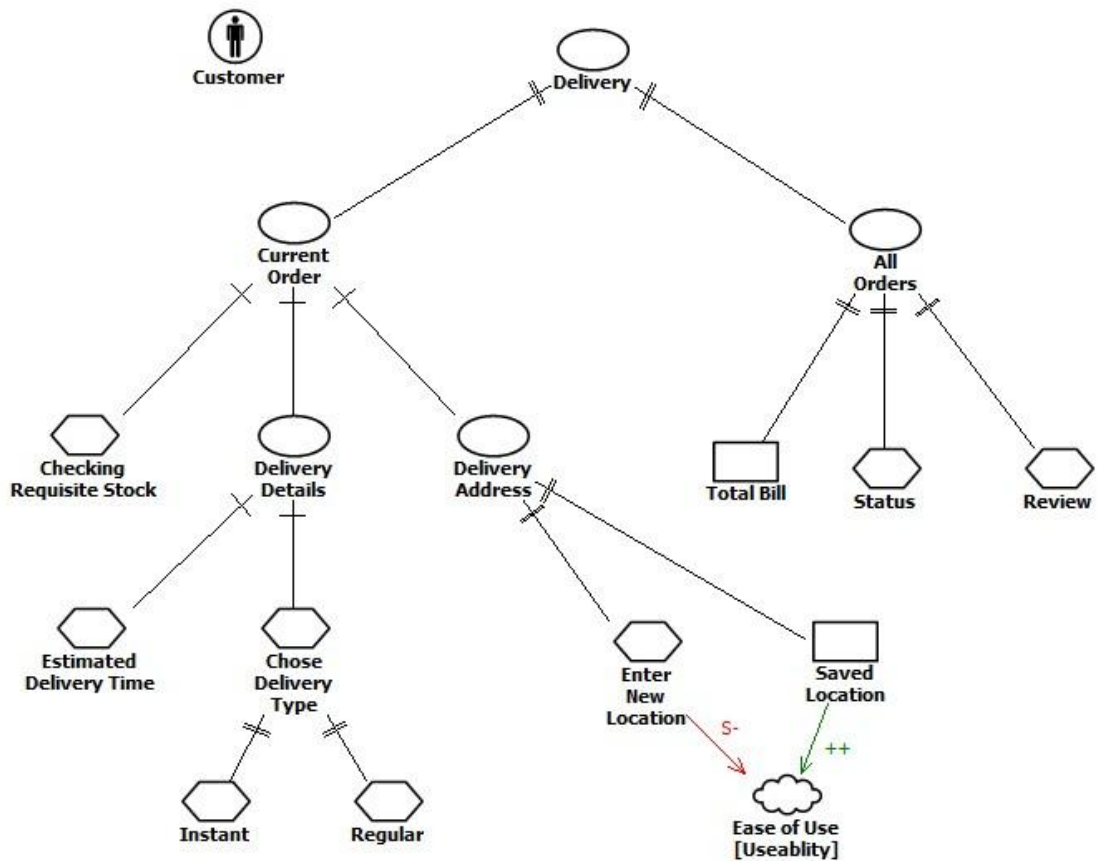 Customer
Delivery
Current
Order
All
Orders
Checking
Requisite Stock
Delivery
Details
Delivery
Address
Total Bill
Status
Review
Estimated
Delivery Time
Chose
Delivery
Type
Enter
New
Location
Saved
Location
S-
++
Instant
Regular
Ease of Use
[Useablity]